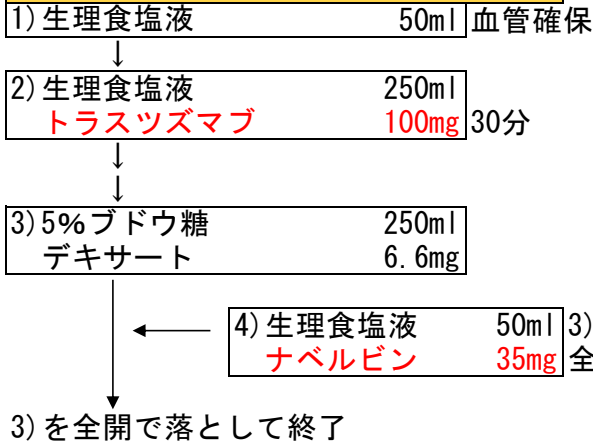 1)生理食塩液 50ml 血管確保
↓
2)生理食塩液 250ml
トラスツズマブ 100mg 30分
↓
↓
3)5%ブドウ糖 250ml
デキサート 6.6mg
4)生理食塩液 50ml 3)
ナベルビン 35mg 全
3)を全開で落として終了